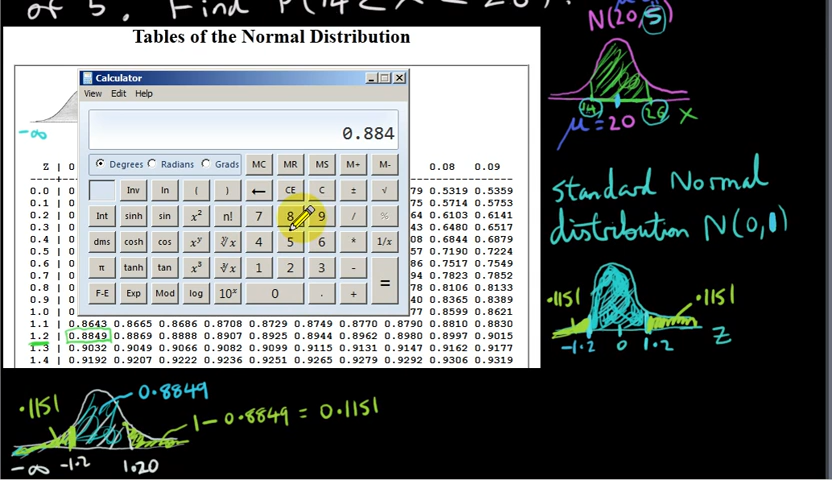 of 5. Find P(14 < X < 26).
N(20, 5)
14
26
X
μ = 20
Tables of the Normal Distribution
Calculator
View Edit Help
0.884
Degrees Radians Grads MC MR MS M+ M-
Inv ln ( ) ← CE C ± √
Int sinh sin x² n! 7 8 9 / %
dms cosh cos xʸ ʸ√x 4 5 6 * 1/x
π tanh tan x³ ³√x 1 2 3 -
F-E Exp Mod log 10ˣ 0 . + =
-∞
Z | 0 0.08 0.09
0.0 | 0 79 0.5319 0.5359
0.1 | 0 75 0.5714 0.5753
0.2 | 0 64 0.6103 0.6141
0.3 | 0 43 0.6480 0.6517
0.4 | 0 08 0.6844 0.6879
0.5 | 0 57 0.7190 0.7224
0.6 | 0 86 0.7517 0.7549
0.7 | 0 94 0.7823 0.7852
0.8 | 0 78 0.8106 0.8133
0.9 | 0 40 0.8365 0.8389
1.0 | 0 77 0.8599 0.8621
1.1 | 0.8643 0.8665 0.8686 0.8708 0.8729 0.8749 0.8770 0.8790 0.8810 0.8830
1.2 | 0.8849 0.8869 0.8888 0.8907 0.8925 0.8944 0.8962 0.8980 0.8997 0.9015
1.3 | 0.9032 0.9049 0.9066 0.9082 0.9099 0.9115 0.9131 0.9147 0.9162 0.9177
1.4 | 0.9192 0.9207 0.9222 0.9236 0.9251 0.9265 0.9279 0.9292 0.9306 0.9319
standard Normal
distribution N(0,1)
.1151 .1151
-1.2 0 1.2 Z
.1151
0.8849
1 - 0.8849 = 0.1151
-∞ -1.2 1.20